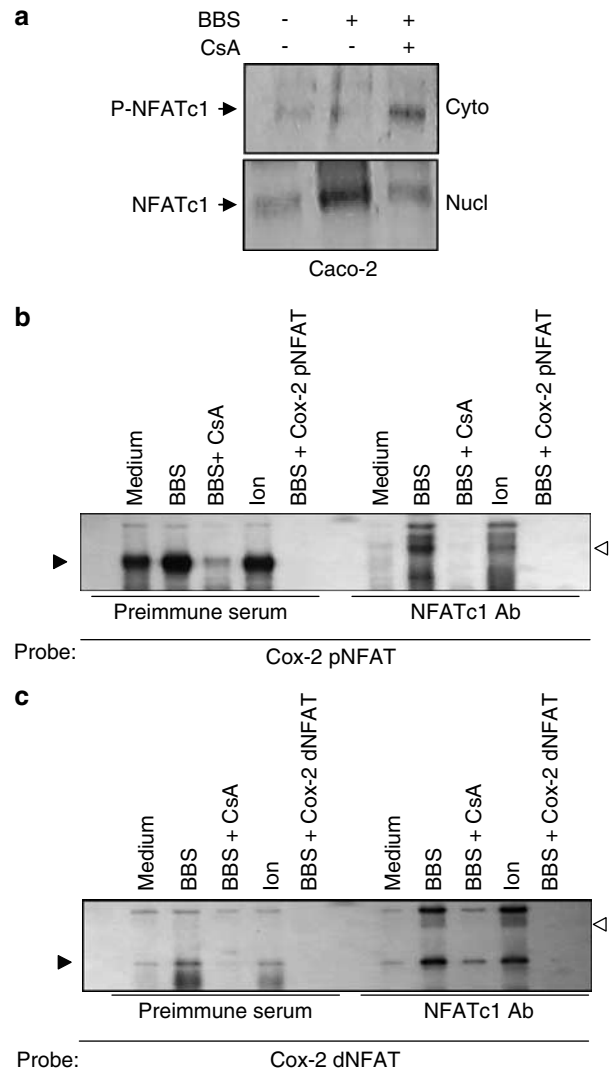 a
BBS - + +
CsA - - +
P-NFATc1
Cyto
NFATc1
Nucl
Caco-2
b
Medium
BBS
BBS+ CsA
Ion
BBS + Cox-2 pNFAT
Medium
BBS
BBS + CsA
Ion
BBS + Cox-2 pNFAT
Preimmune serum
NFATc1 Ab
Probe:
Cox-2 pNFAT
c
Medium
BBS
BBS + CsA
Ion
BBS + Cox-2 dNFAT
Medium
BBS
BBS + CsA
Ion
BBS + Cox-2 dNFAT
Preimmune serum
NFATc1 Ab
Probe:
Cox-2 dNFAT